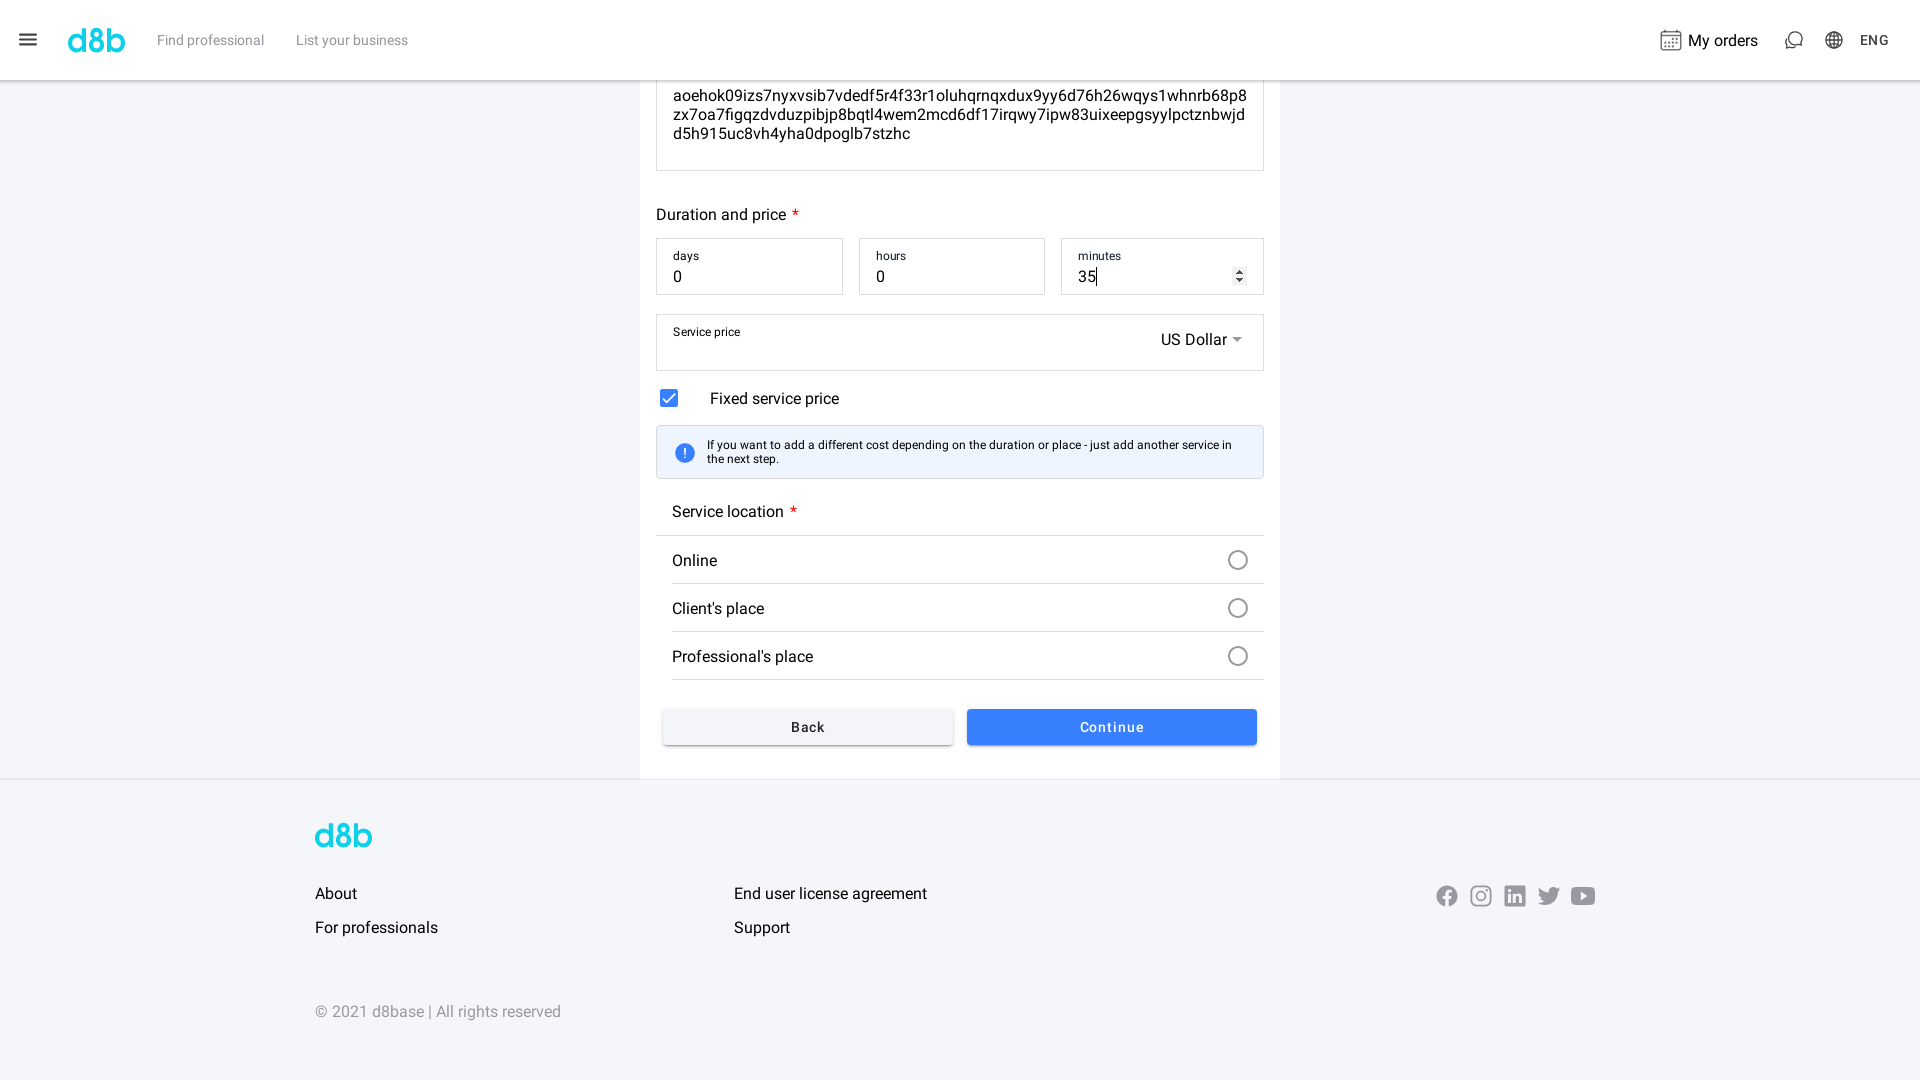 d8b
Find professional
List your business
My orders
ENG
aoehok09izs7nyxvsib7vdedf5r4f33r1oluhqrnqxdux9yy6d76h26wqys1whnrb68p8
zx7oa7figqzdvduzpibjp8bqtl4wem2mcd6df17irqwy7ipw83uixeepgsyylpctznbwjd
d5h915uc8vh4yha0dpoglb7stzhc
Duration and price *
days
0
hours
0
minutes
35
Service price
US Dollar
Fixed service price
If you want to add a different cost depending on the duration or place - just add another service in
the next step.
Service location *
Online
Client's place
Professional's place
Back
Continue
d8b
About
End user license agreement
For professionals
Support
© 2021 d8base | All rights reserved